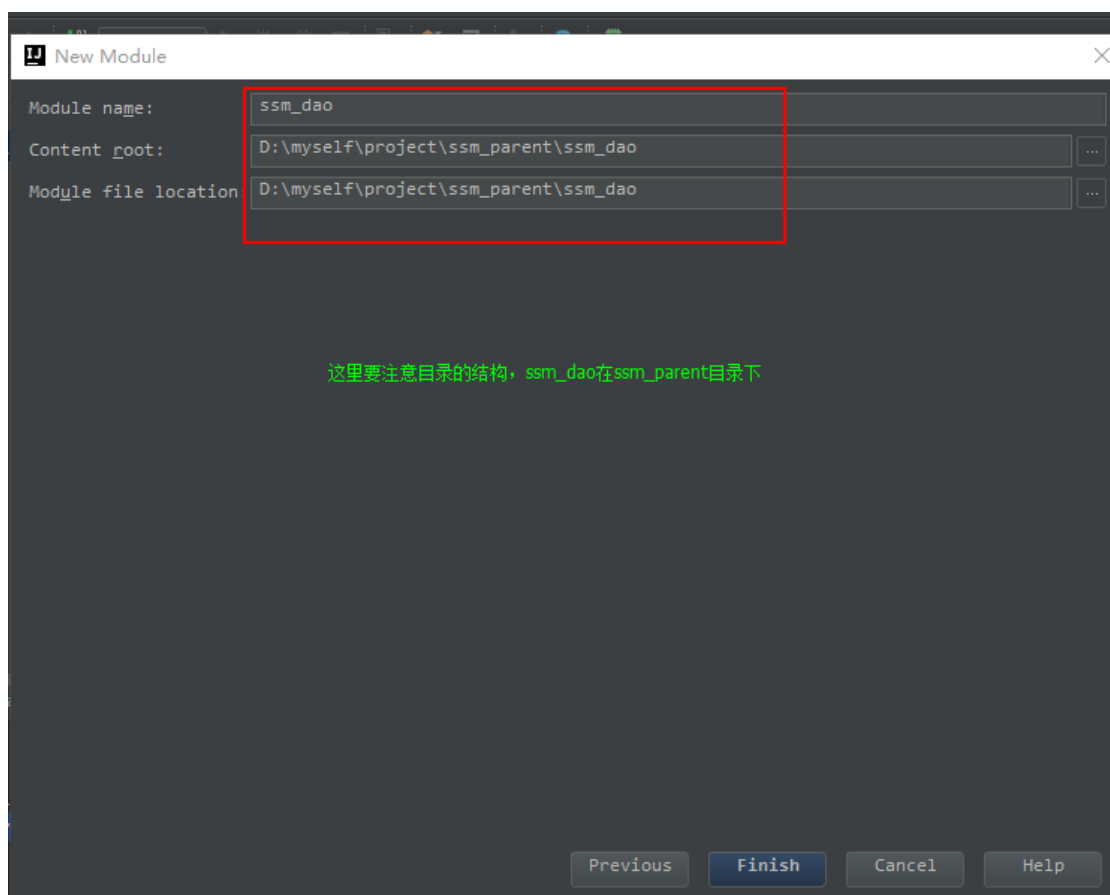 New Module
Module name: ssm_dao
Content root: D:\myself\project\ssm_parent\ssm_dao ...
Module file location: D:\myself\project\ssm_parent\ssm_dao ...
这里要注意目录的结构，ssm_dao在ssm_parent目录下
Previous Finish Cancel Help